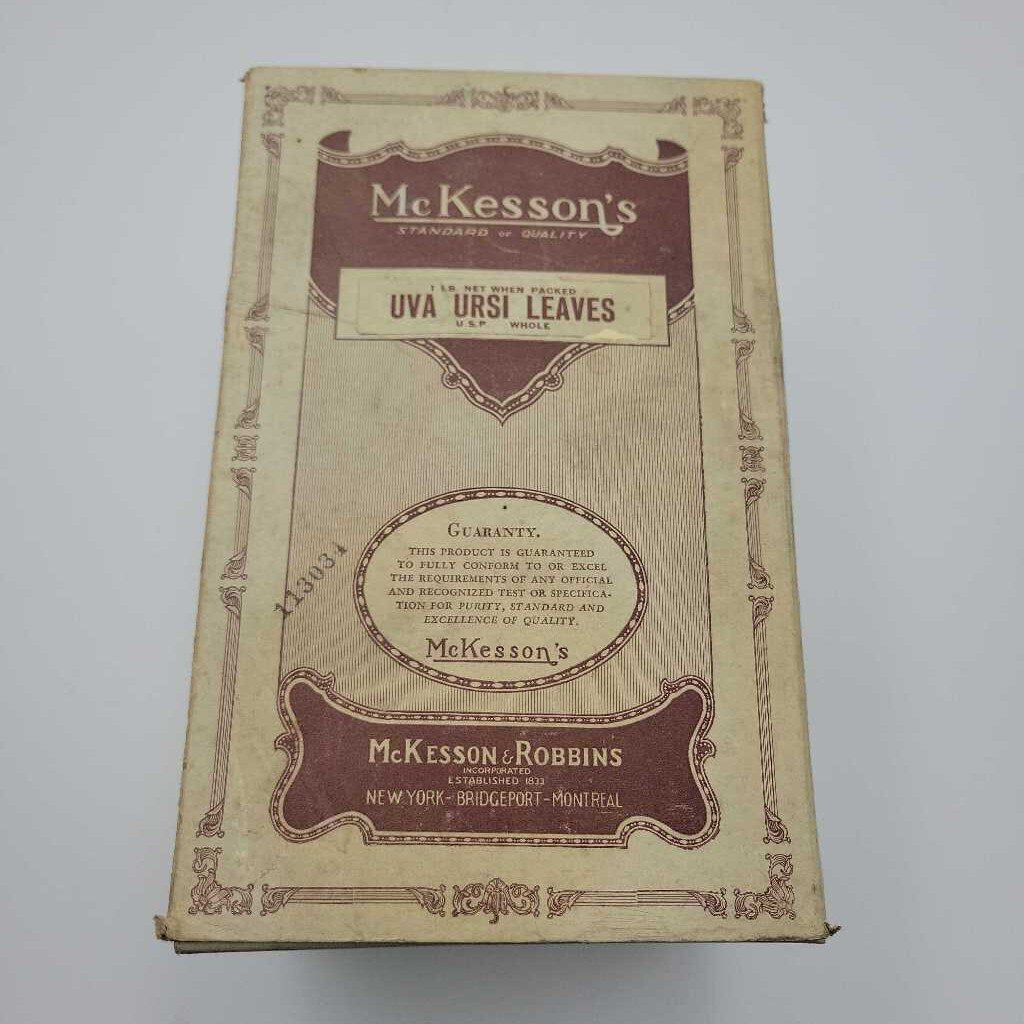 McKesson's
STANDARD OF QUALITY
1 LB. NET WHEN PACKED
UVA URSI LEAVES
U.S.P. WHOLE
GUARANTY.
THIS PRODUCT IS GUARANTEED
TO FULLY CONFORM TO OR EXCEL
THE REQUIREMENTS OF ANY OFFICIAL
AND RECOGNIZED TEST OR SPECIFICA-
TION FOR PURITY, STANDARD AND
EXCELLENCE OF QUALITY.
McKesson's
113034
McKESSON & ROBBINS
INCORPORATED
ESTABLISHED 1833
NEW YORK - BRIDGEPORT - MONTREAL